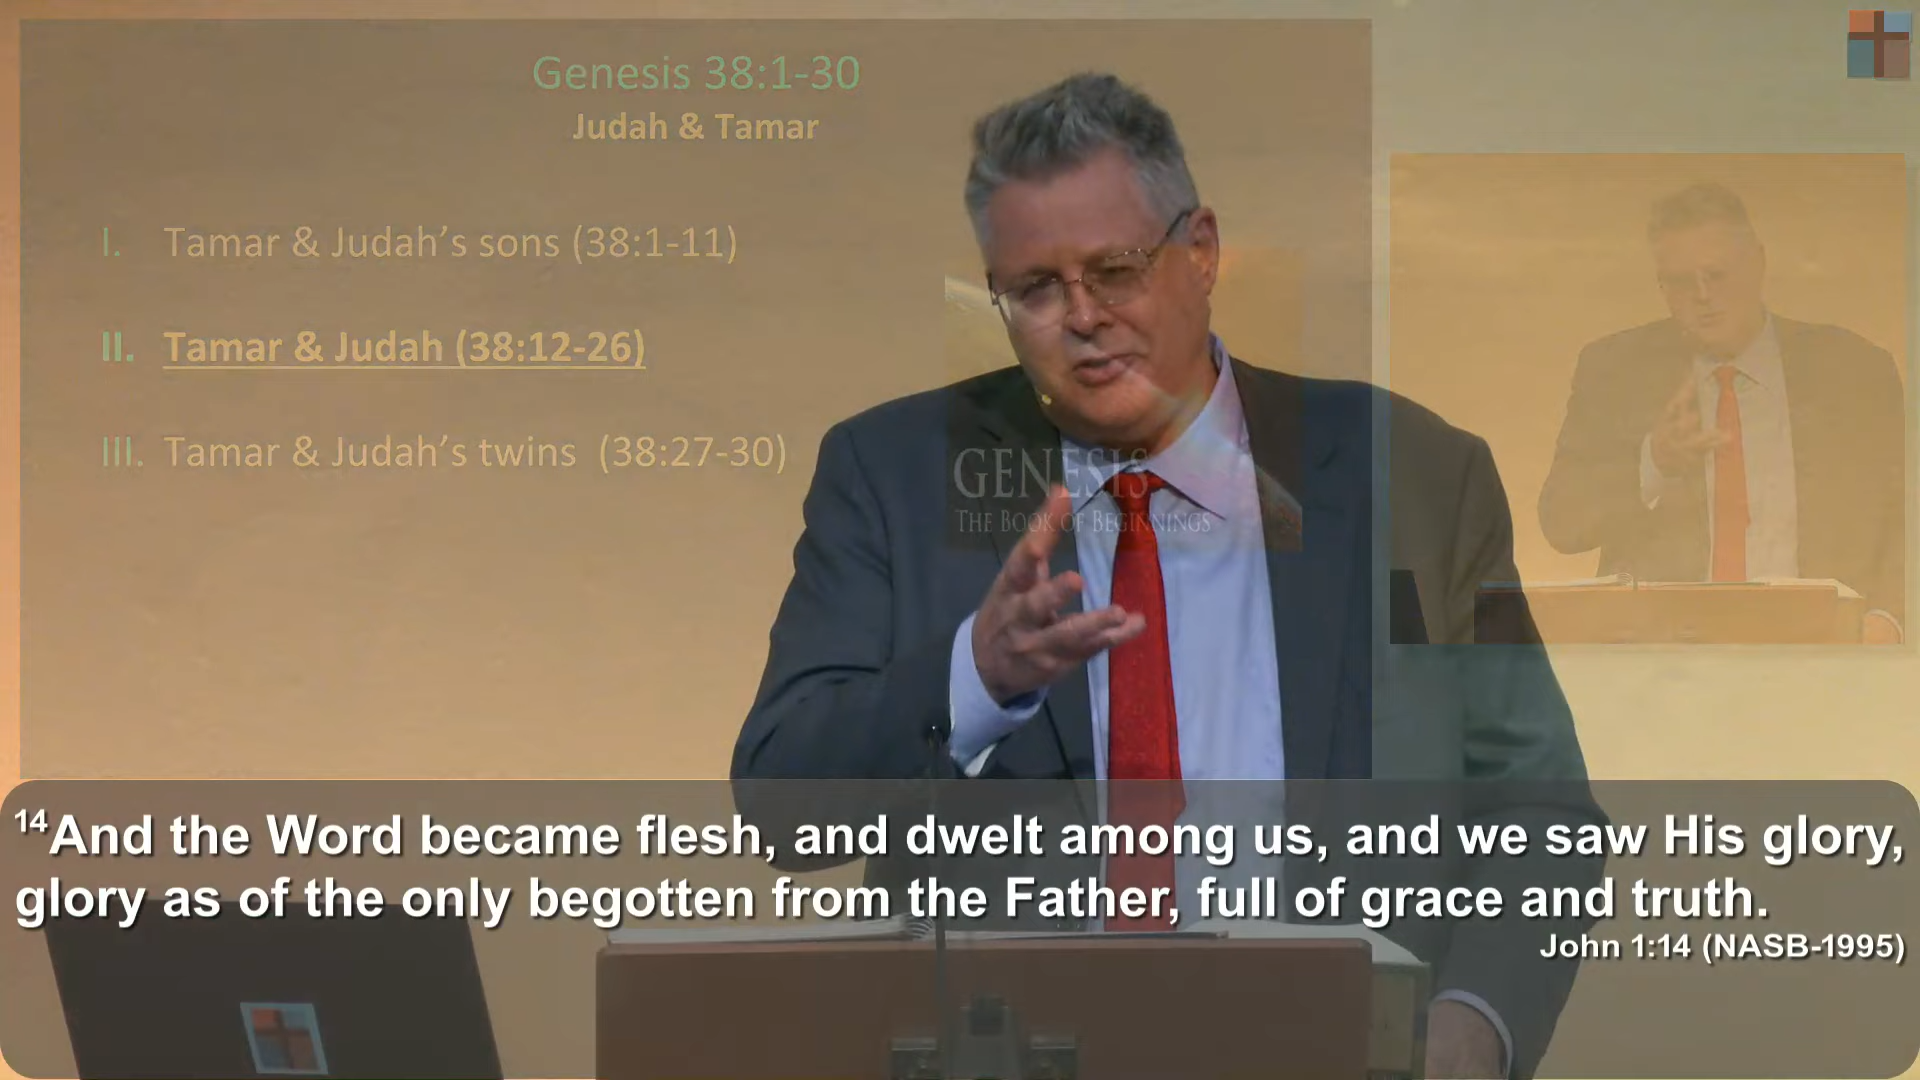 Genesis 38:1-30
Judah & Tamar
I. Tamar & Judah’s sons (38:1-11)
II. Tamar & Judah (38:12-26)
III. Tamar & Judah’s twins (38:27-30)
GENESIS
THE BOOK OF BEGINNINGS
14And the Word became flesh, and dwelt among us, and we saw His glory,
glory as of the only begotten from the Father, full of grace and truth.
John 1:14 (NASB-1995)